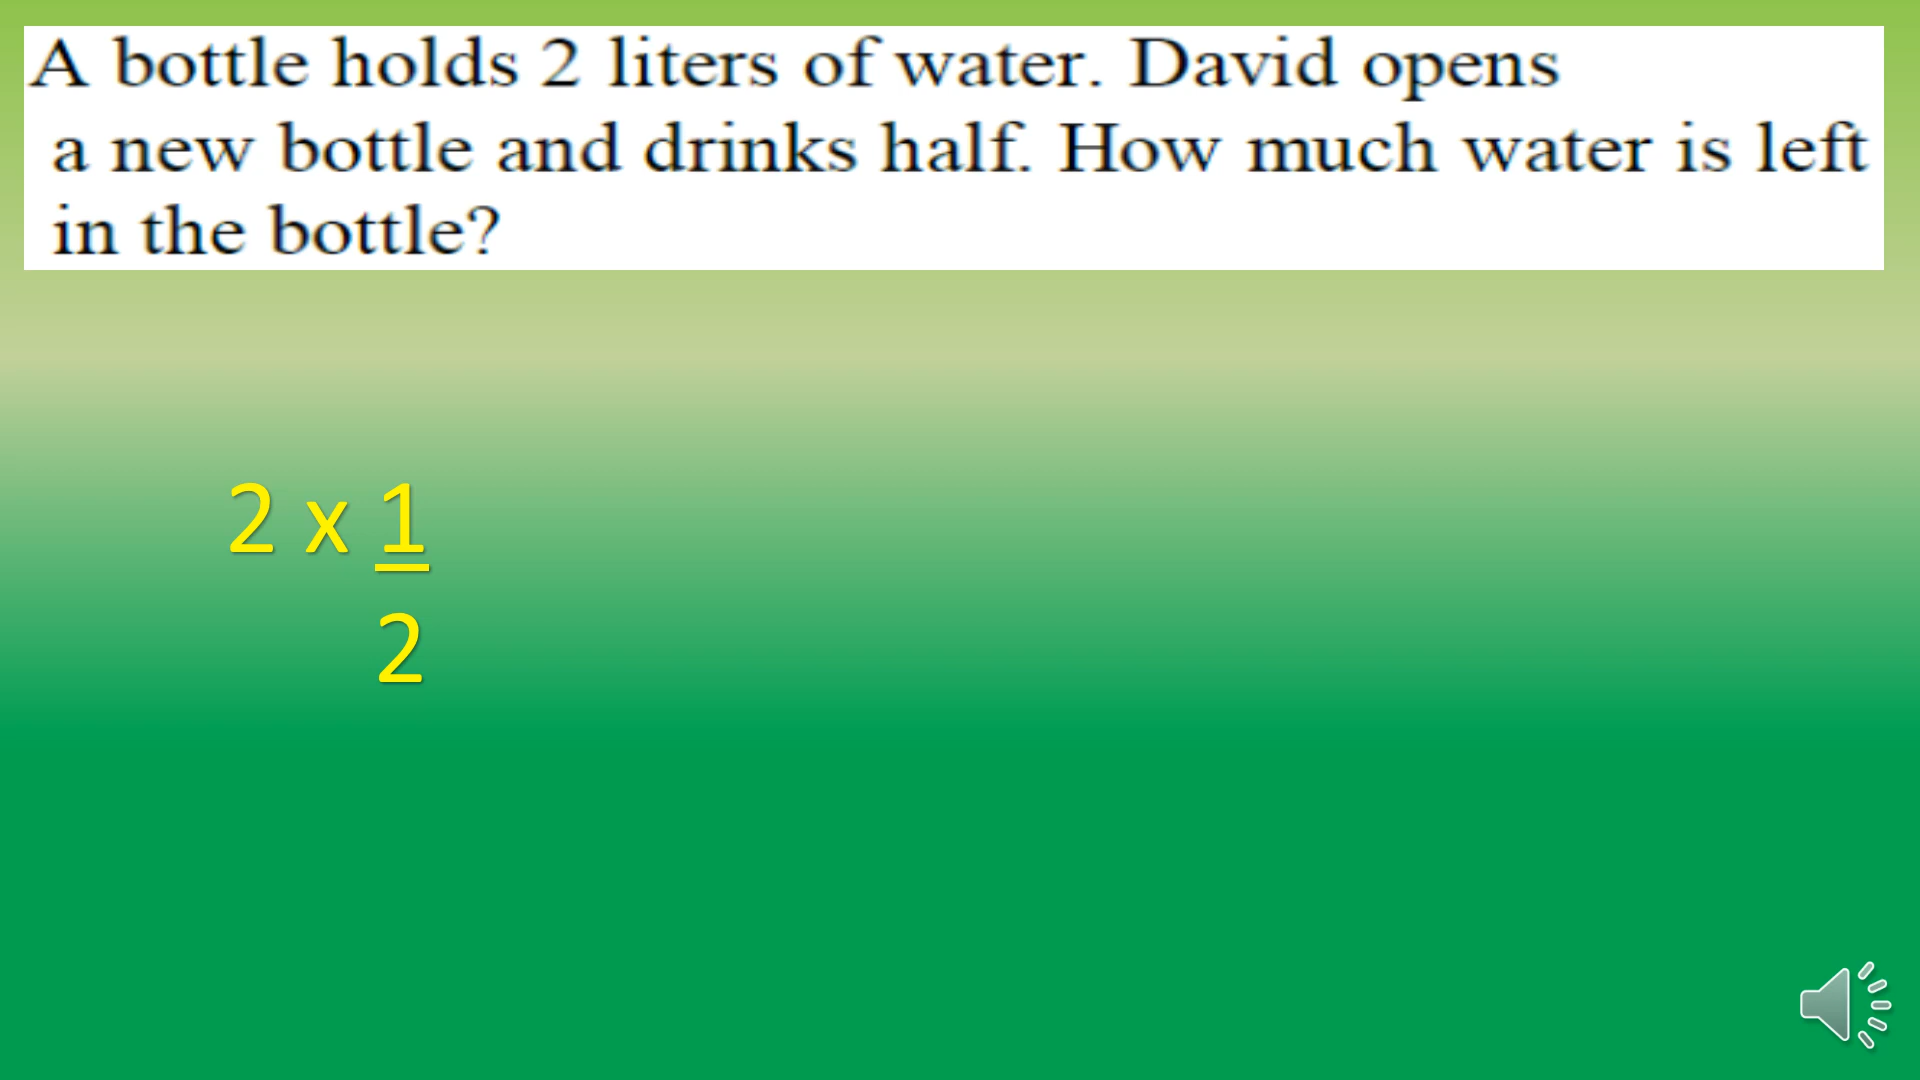 A bottle holds 2 liters of water. David opens
a new bottle and drinks half. How much water is left
in the bottle?
2 x 1
2